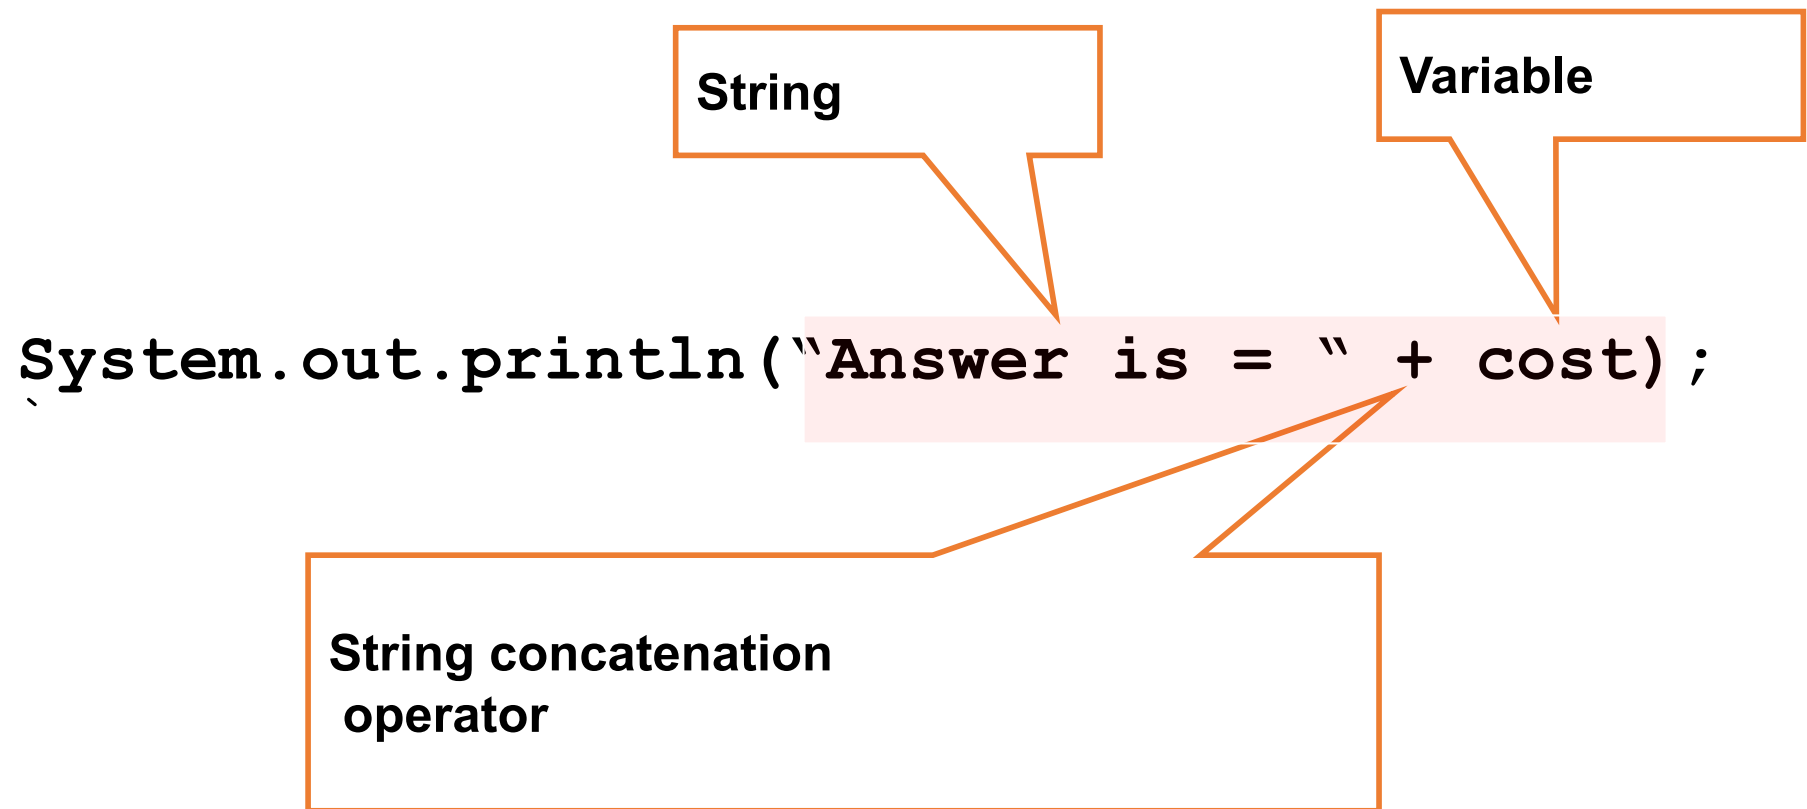 String
Variable
System.out.println(“Answer is = “ + cost);
`
String concatenation
operator